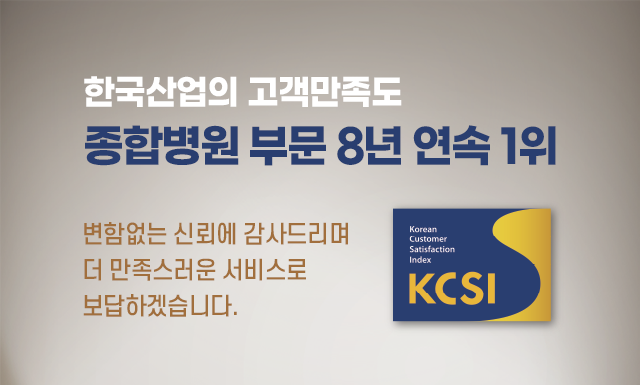 한국산업의 고객만족도
종합병원 부문 8년 연속 1위
변함없는 신뢰에 감사드리며
더 만족스러운 서비스로
보답하겠습니다.
Korean
Customer
Satisfaction
Index
KCSI